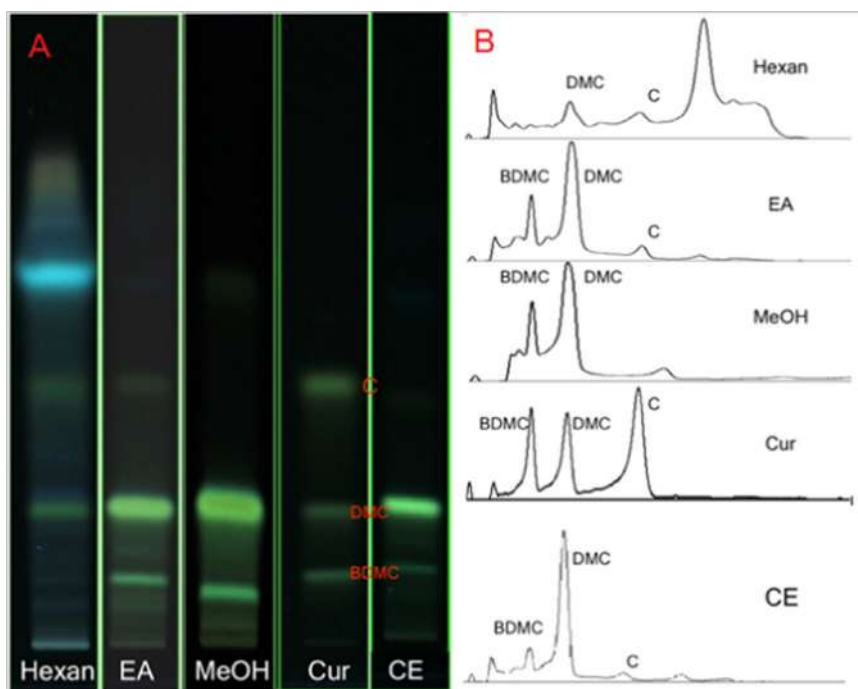 A
C
DMC
BDMC
Hexan EA MeOH Cur CE
B
Hexan
DMC
C
EA
BDMC DMC
C
MeOH
BDMC DMC
Cur
BDMC DMC C
CE
DMC
BDMC
C